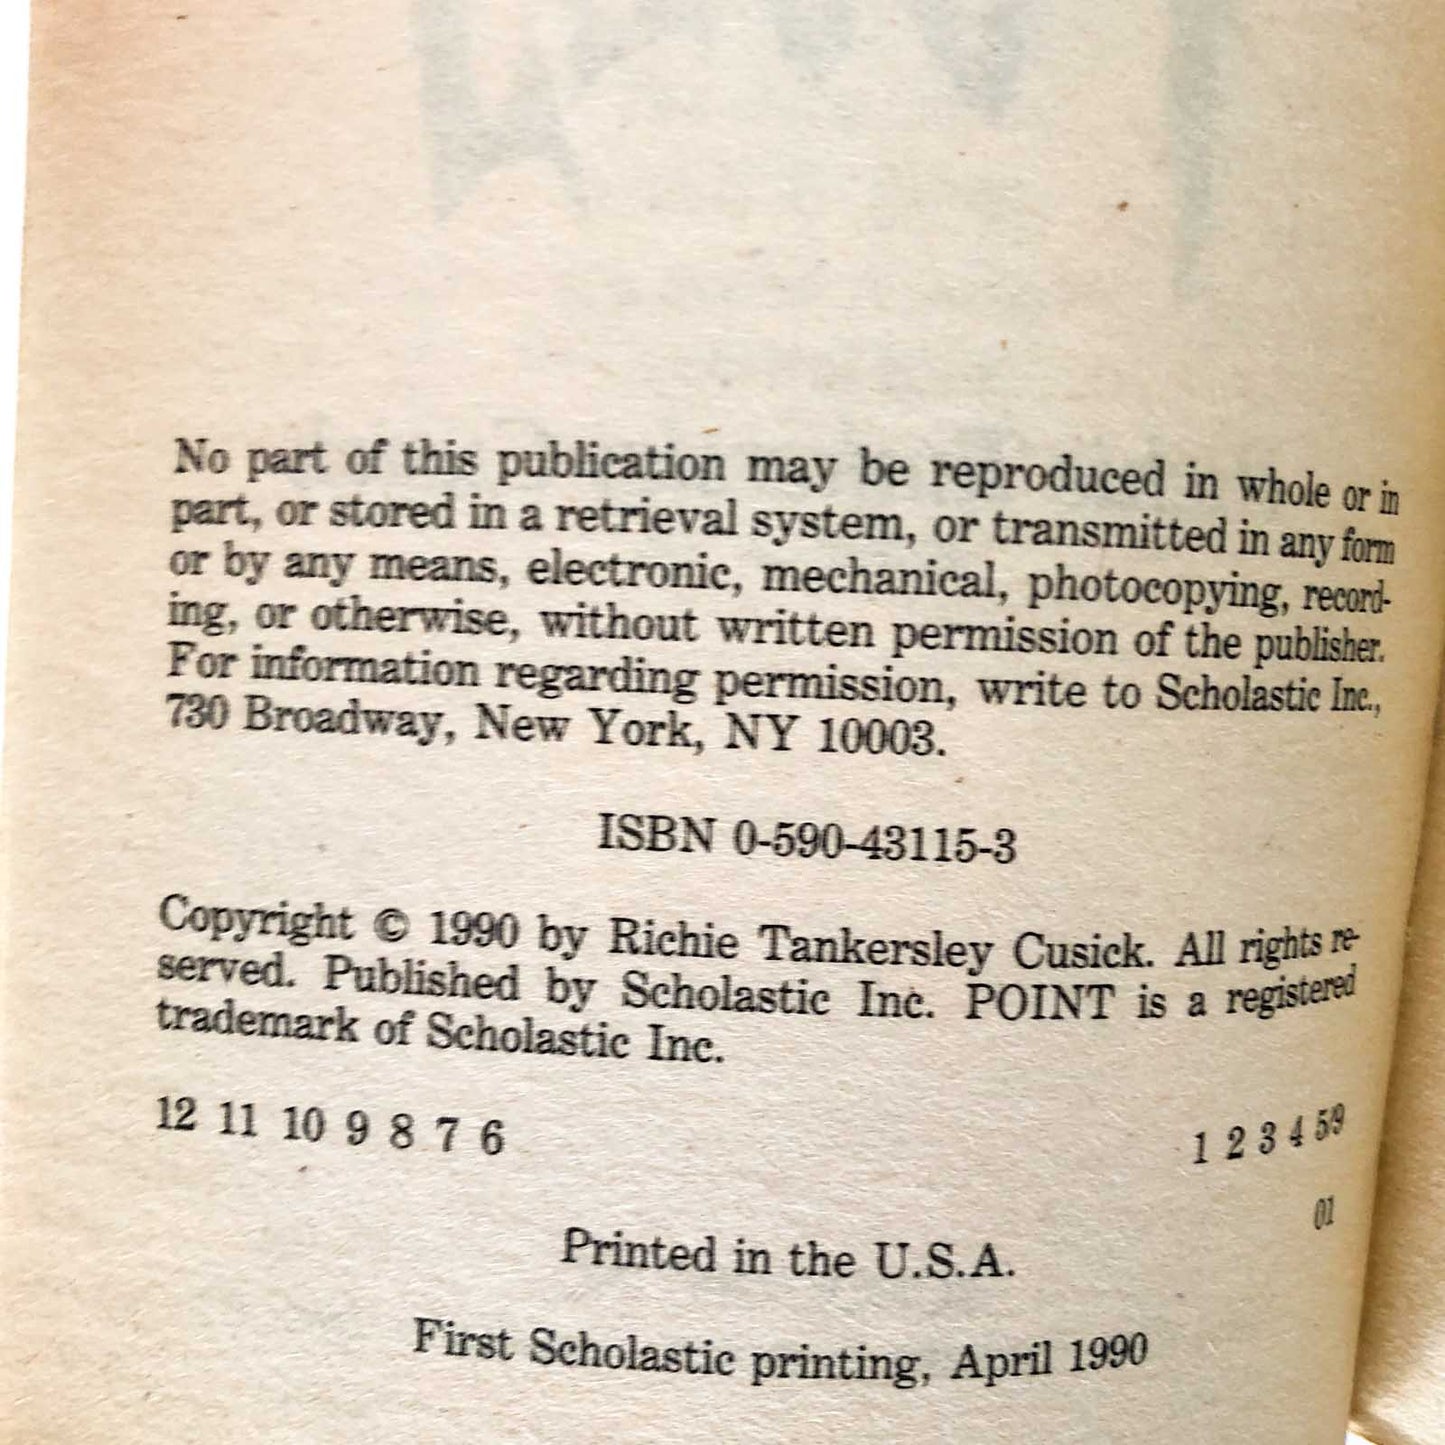 No part of this publication may be reproduced in whole or in
part, or stored in a retrieval system, or transmitted in any form
or by any means, electronic, mechanical, photocopying, record-
ing, or otherwise, without written permission of the publisher.
For information regarding permission, write to Scholastic Inc.,
730 Broadway, New York, NY 10003.
ISBN 0-590-43115-3
Copyright © 1990 by Richie Tankersley Cusick. All rights re-
served. Published by Scholastic Inc. POINT is a registered
trademark of Scholastic Inc.
12 11 10 9 8 7 6 1 2 3 4 5/9
01
Printed in the U.S.A.
First Scholastic printing, April 1990